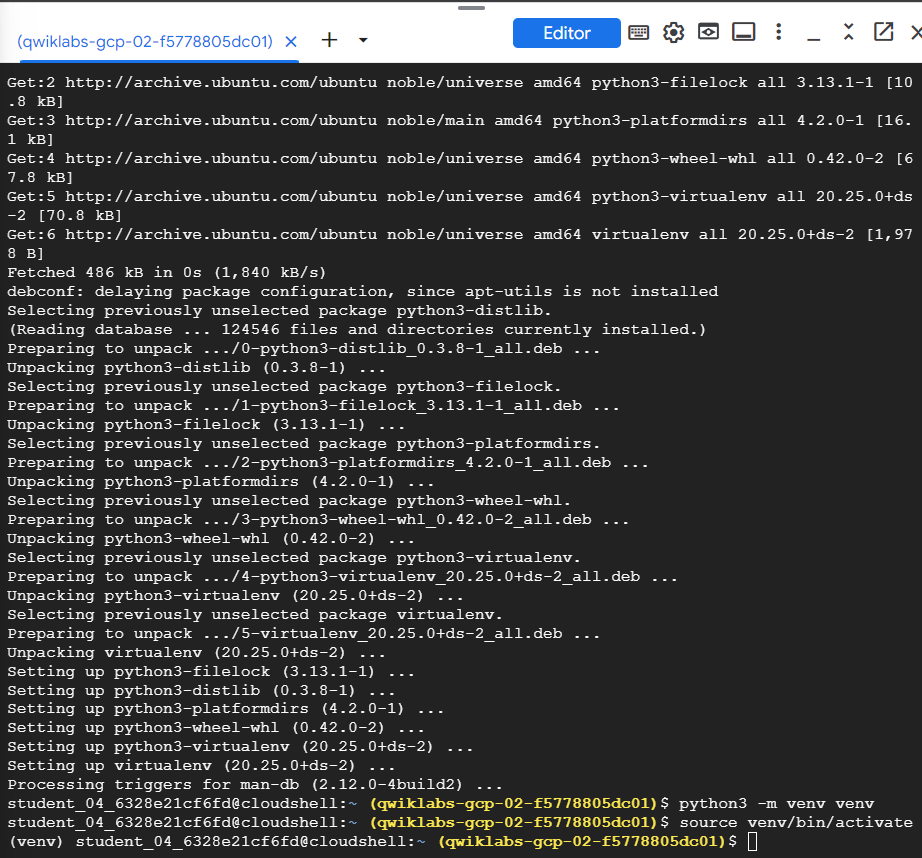 (qwiklabs-gcp-02-f5778805dc01) × + Editor
Get:2 http://archive.ubuntu.com/ubuntu noble/universe amd64 python3-filelock all 3.13.1-1 [10
.8 kB]
Get:3 http://archive.ubuntu.com/ubuntu noble/main amd64 python3-platformdirs all 4.2.0-1 [16.
1 kB]
Get:4 http://archive.ubuntu.com/ubuntu noble/universe amd64 python3-wheel-whl all 0.42.0-2 [6
7.8 kB]
Get:5 http://archive.ubuntu.com/ubuntu noble/universe amd64 python3-virtualenv all 20.25.0+ds
-2 [70.8 kB]
Get:6 http://archive.ubuntu.com/ubuntu noble/universe amd64 virtualenv all 20.25.0+ds-2 [1,97
8 B]
Fetched 486 kB in 0s (1,840 kB/s)
debconf: delaying package configuration, since apt-utils is not installed
Selecting previously unselected package python3-distlib.
(Reading database ... 124546 files and directories currently installed.)
Preparing to unpack .../0-python3-distlib_0.3.8-1_all.deb ...
Unpacking python3-distlib (0.3.8-1) ...
Selecting previously unselected package python3-filelock.
Preparing to unpack .../1-python3-filelock_3.13.1-1_all.deb ...
Unpacking python3-filelock (3.13.1-1) ...
Selecting previously unselected package python3-platformdirs.
Preparing to unpack .../2-python3-platformdirs_4.2.0-1_all.deb ...
Unpacking python3-platformdirs (4.2.0-1) ...
Selecting previously unselected package python3-wheel-whl.
Preparing to unpack .../3-python3-wheel-whl_0.42.0-2_all.deb ...
Unpacking python3-wheel-whl (0.42.0-2) ...
Selecting previously unselected package python3-virtualenv.
Preparing to unpack .../4-python3-virtualenv_20.25.0+ds-2_all.deb ...
Unpacking python3-virtualenv (20.25.0+ds-2) ...
Selecting previously unselected package virtualenv.
Preparing to unpack .../5-virtualenv_20.25.0+ds-2_all.deb ...
Unpacking virtualenv (20.25.0+ds-2) ...
Setting up python3-filelock (3.13.1-1) ...
Setting up python3-distlib (0.3.8-1) ...
Setting up python3-platformdirs (4.2.0-1) ...
Setting up python3-wheel-whl (0.42.0-2) ...
Setting up python3-virtualenv (20.25.0+ds-2) ...
Setting up virtualenv (20.25.0+ds-2) ...
Processing triggers for man-db (2.12.0-4build2) ...
student_04_6328e21cf6fd@cloudshell:~ (qwiklabs-gcp-02-f5778805dc01)$ python3 -m venv venv
student_04_6328e21cf6fd@cloudshell:~ (qwiklabs-gcp-02-f5778805dc01)$ source venv/bin/activate
(venv) student_04_6328e21cf6fd@cloudshell:~ (qwiklabs-gcp-02-f5778805dc01)$